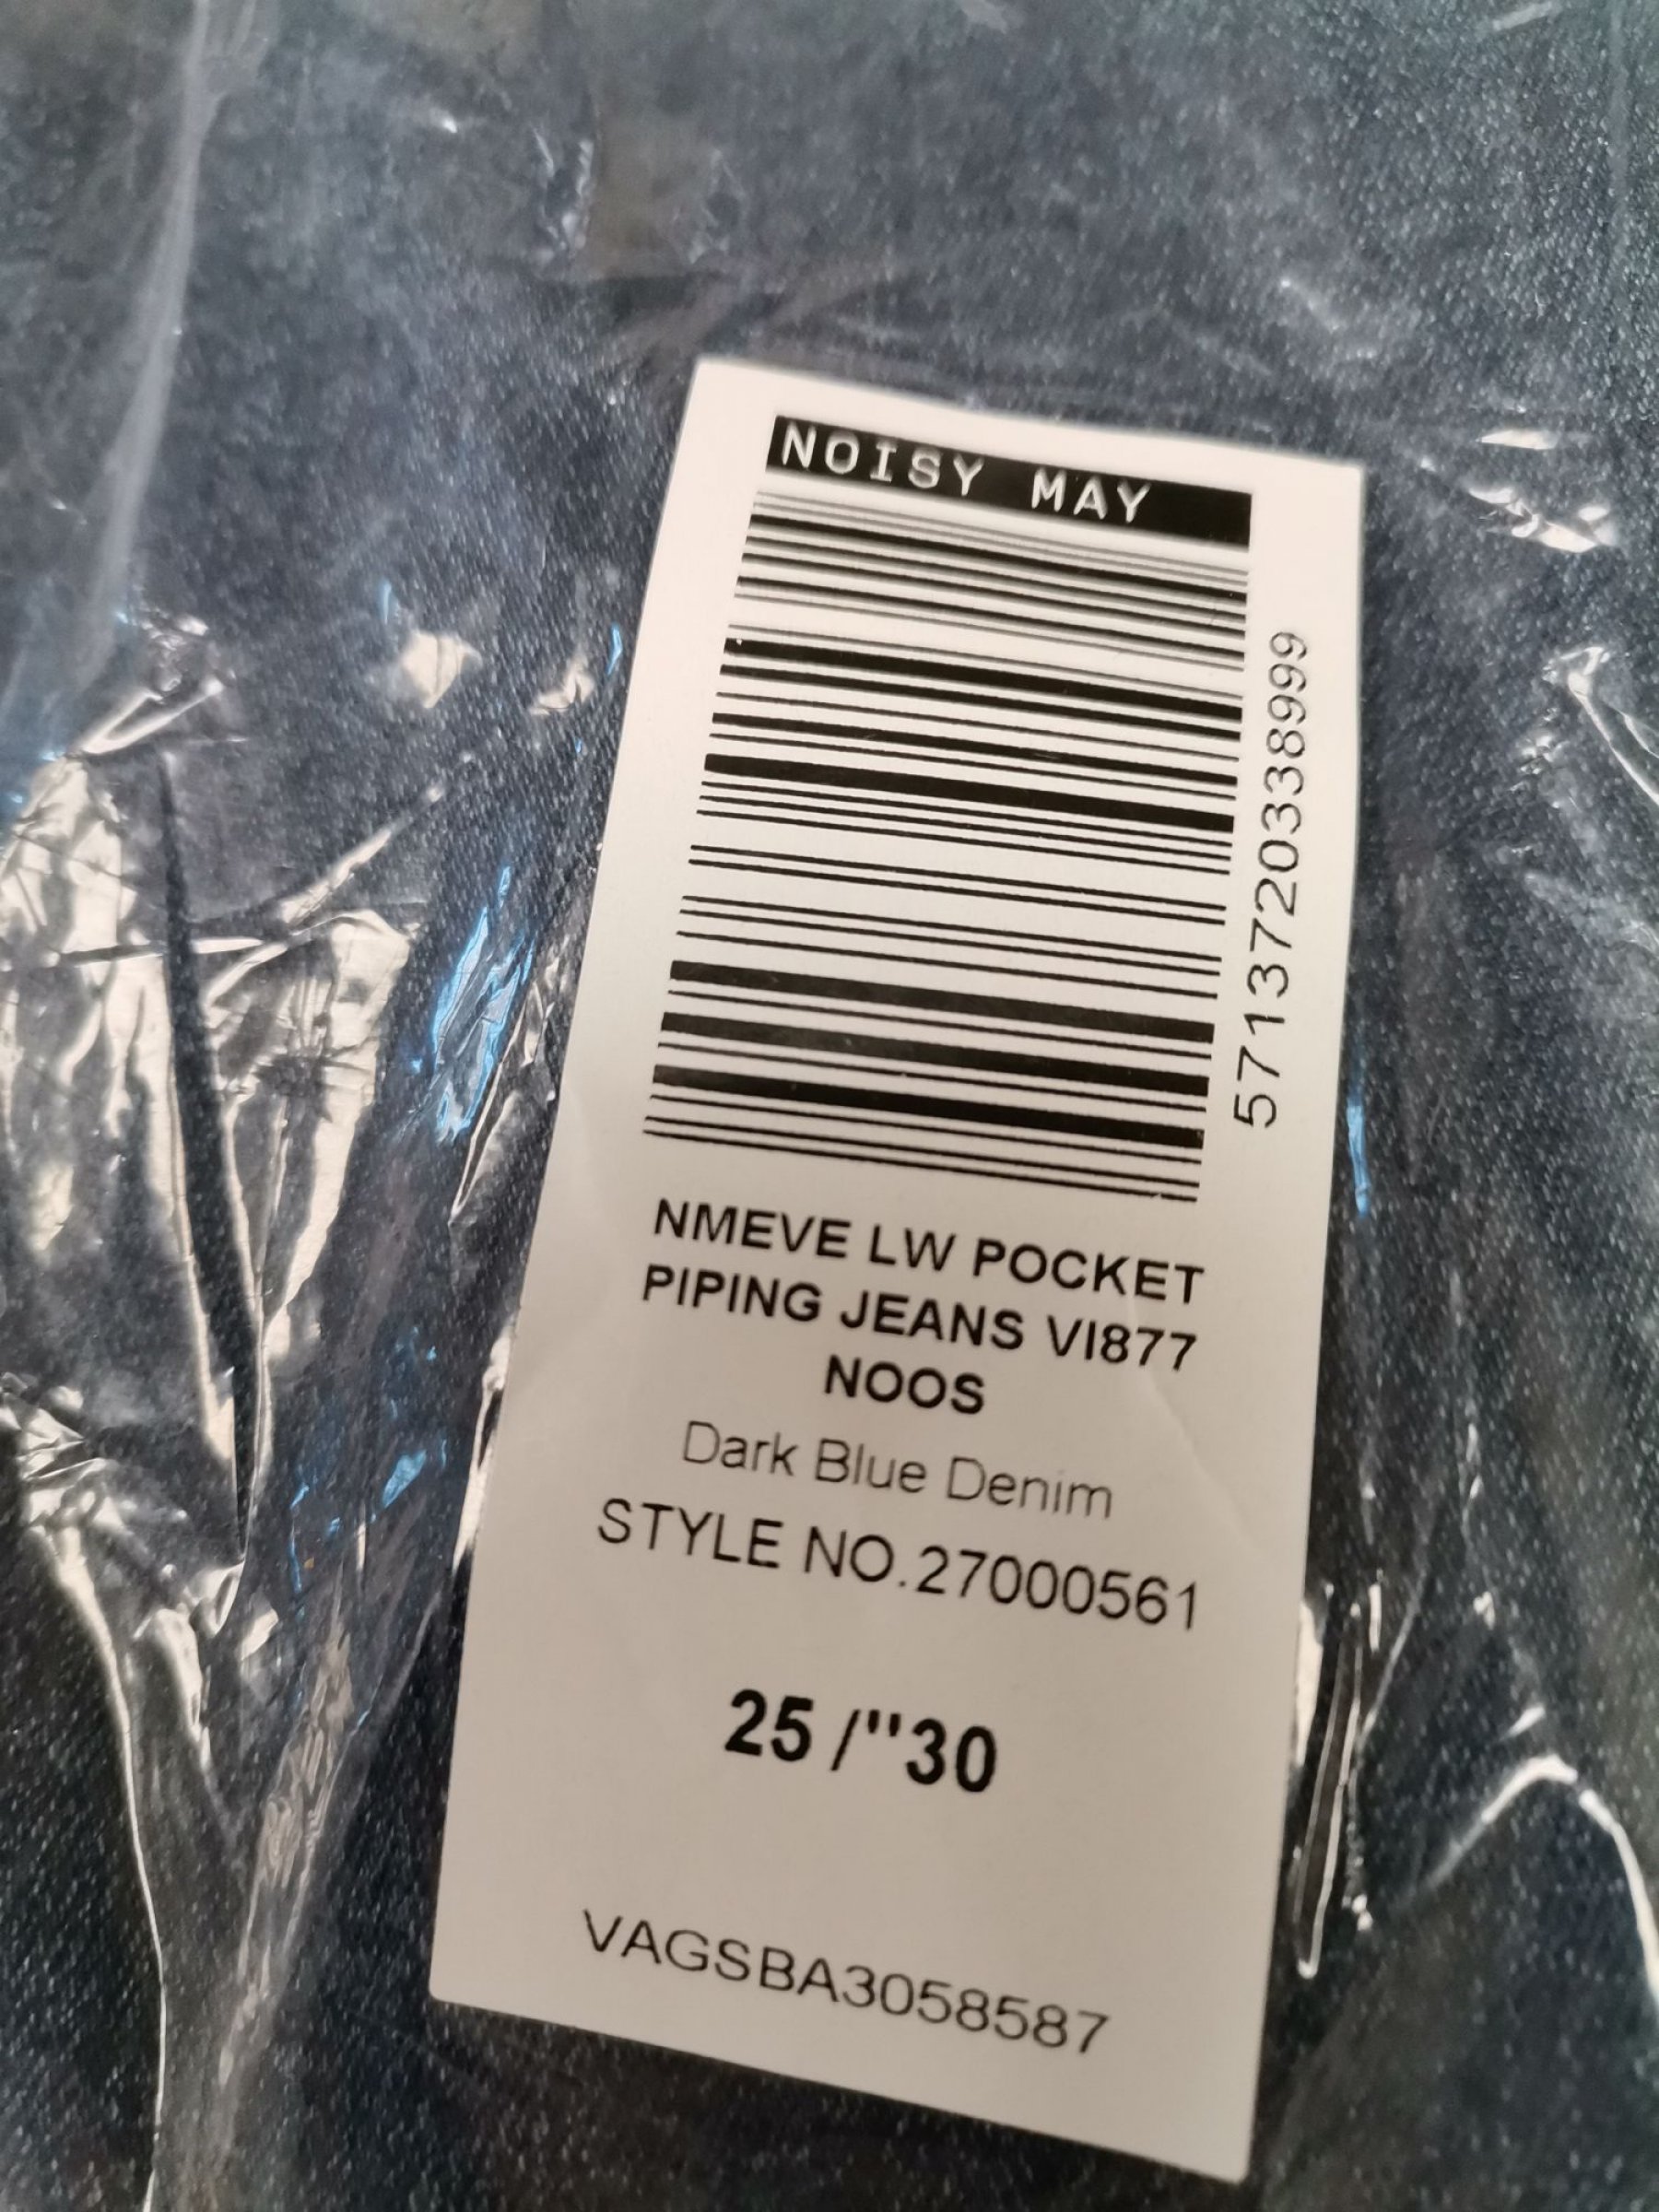 NOISY MAY
5713720338999
NMEVE LW POCKET
PIPING JEANS VI877
NOOS
Dark Blue Denim
STYLE NO.27000561
25 /"30
VAGSBA3058587